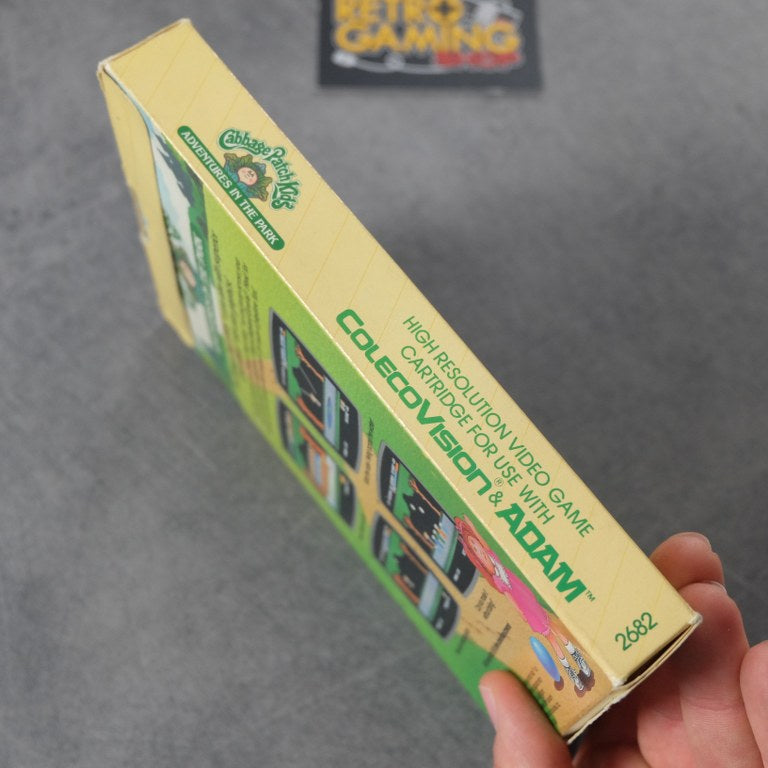 RETRO
GAMING
SHOP
Cabbage Patch Kids
ADVENTURES IN THE PARK
HIGH RESOLUTION VIDEO GAME
CARTRIDGE FOR USE WITH
COLECOVISION® & ADAM™
2682